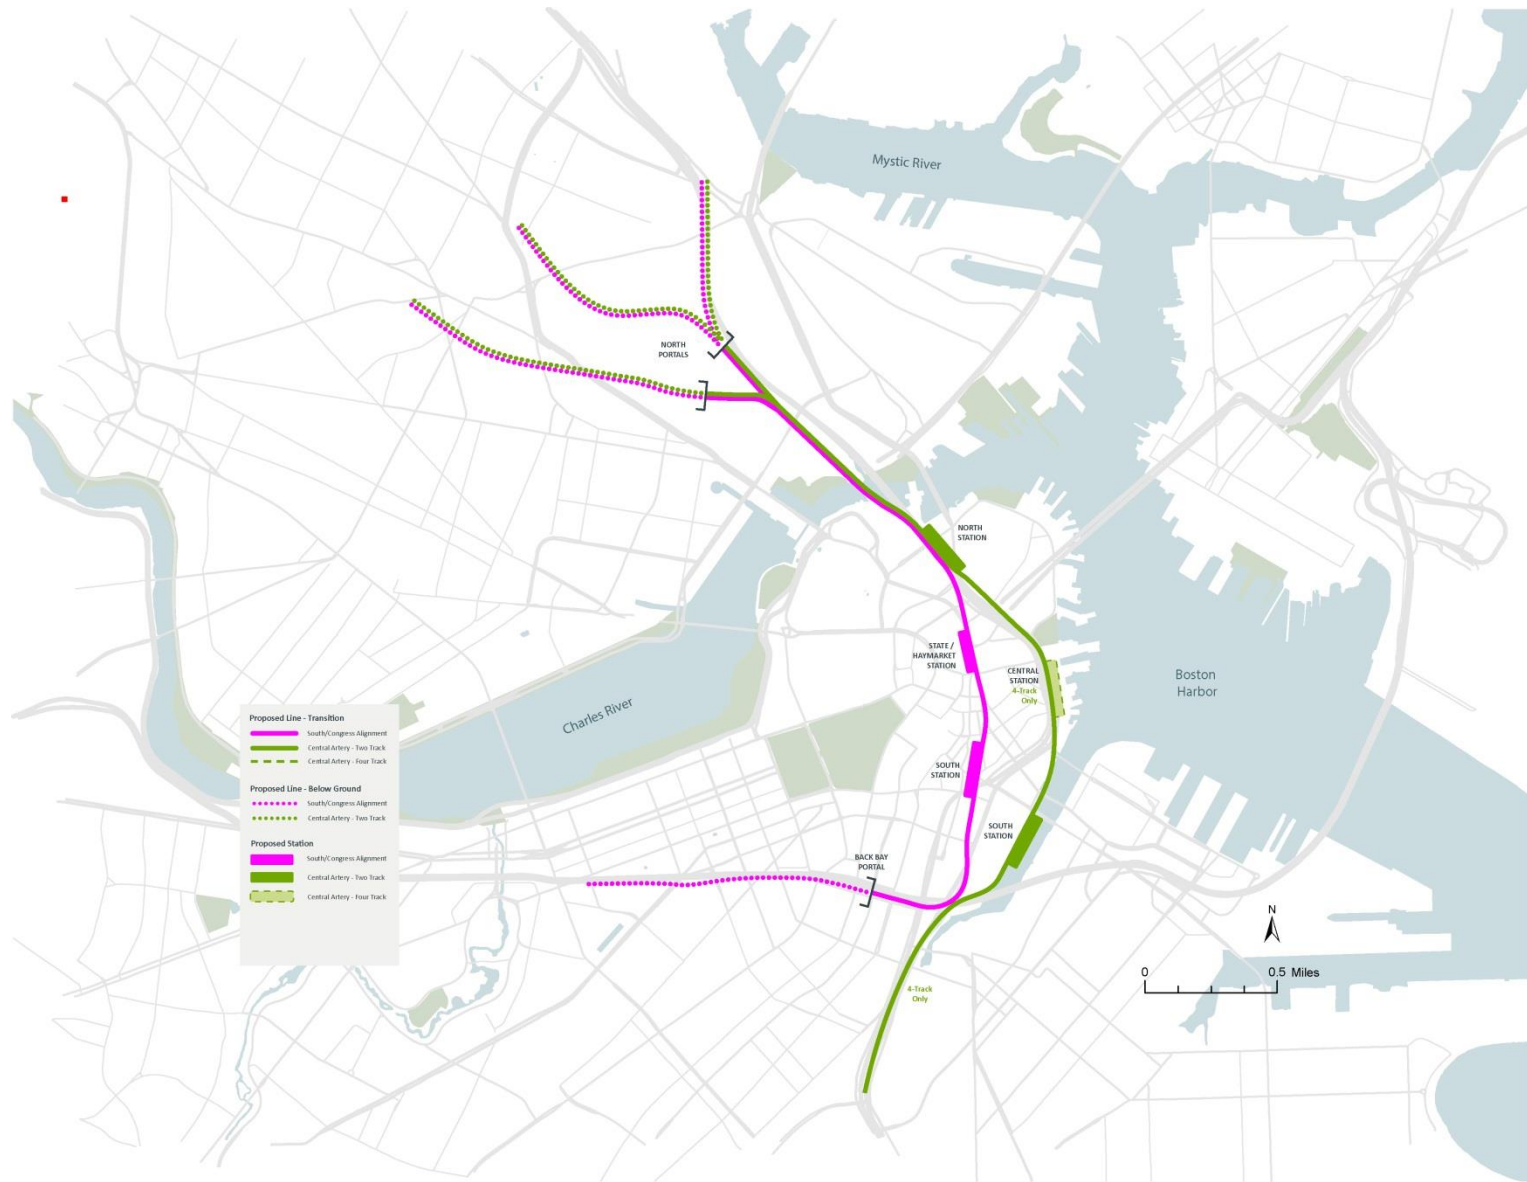 Mystic River
NORTH
PORTALS
NORTH
STATION
STATE /
HAYMARKET
STATION
CENTRAL
STATION
4-Track
Only
Boston
Harbor
Charles River
SOUTH
STATION
SOUTH
STATION
BACK BAY
PORTAL
4-Track
Only
N
0 0.5 Miles
Proposed Line - Transition
South/Congress Alignment
Central Artery - Two Track
Central Artery - Four Track
Proposed Line - Below Ground
South/Congress Alignment
Central Artery - Two Track
Proposed Station
South/Congress Alignment
Central Artery - Two Track
Central Artery - Four Track